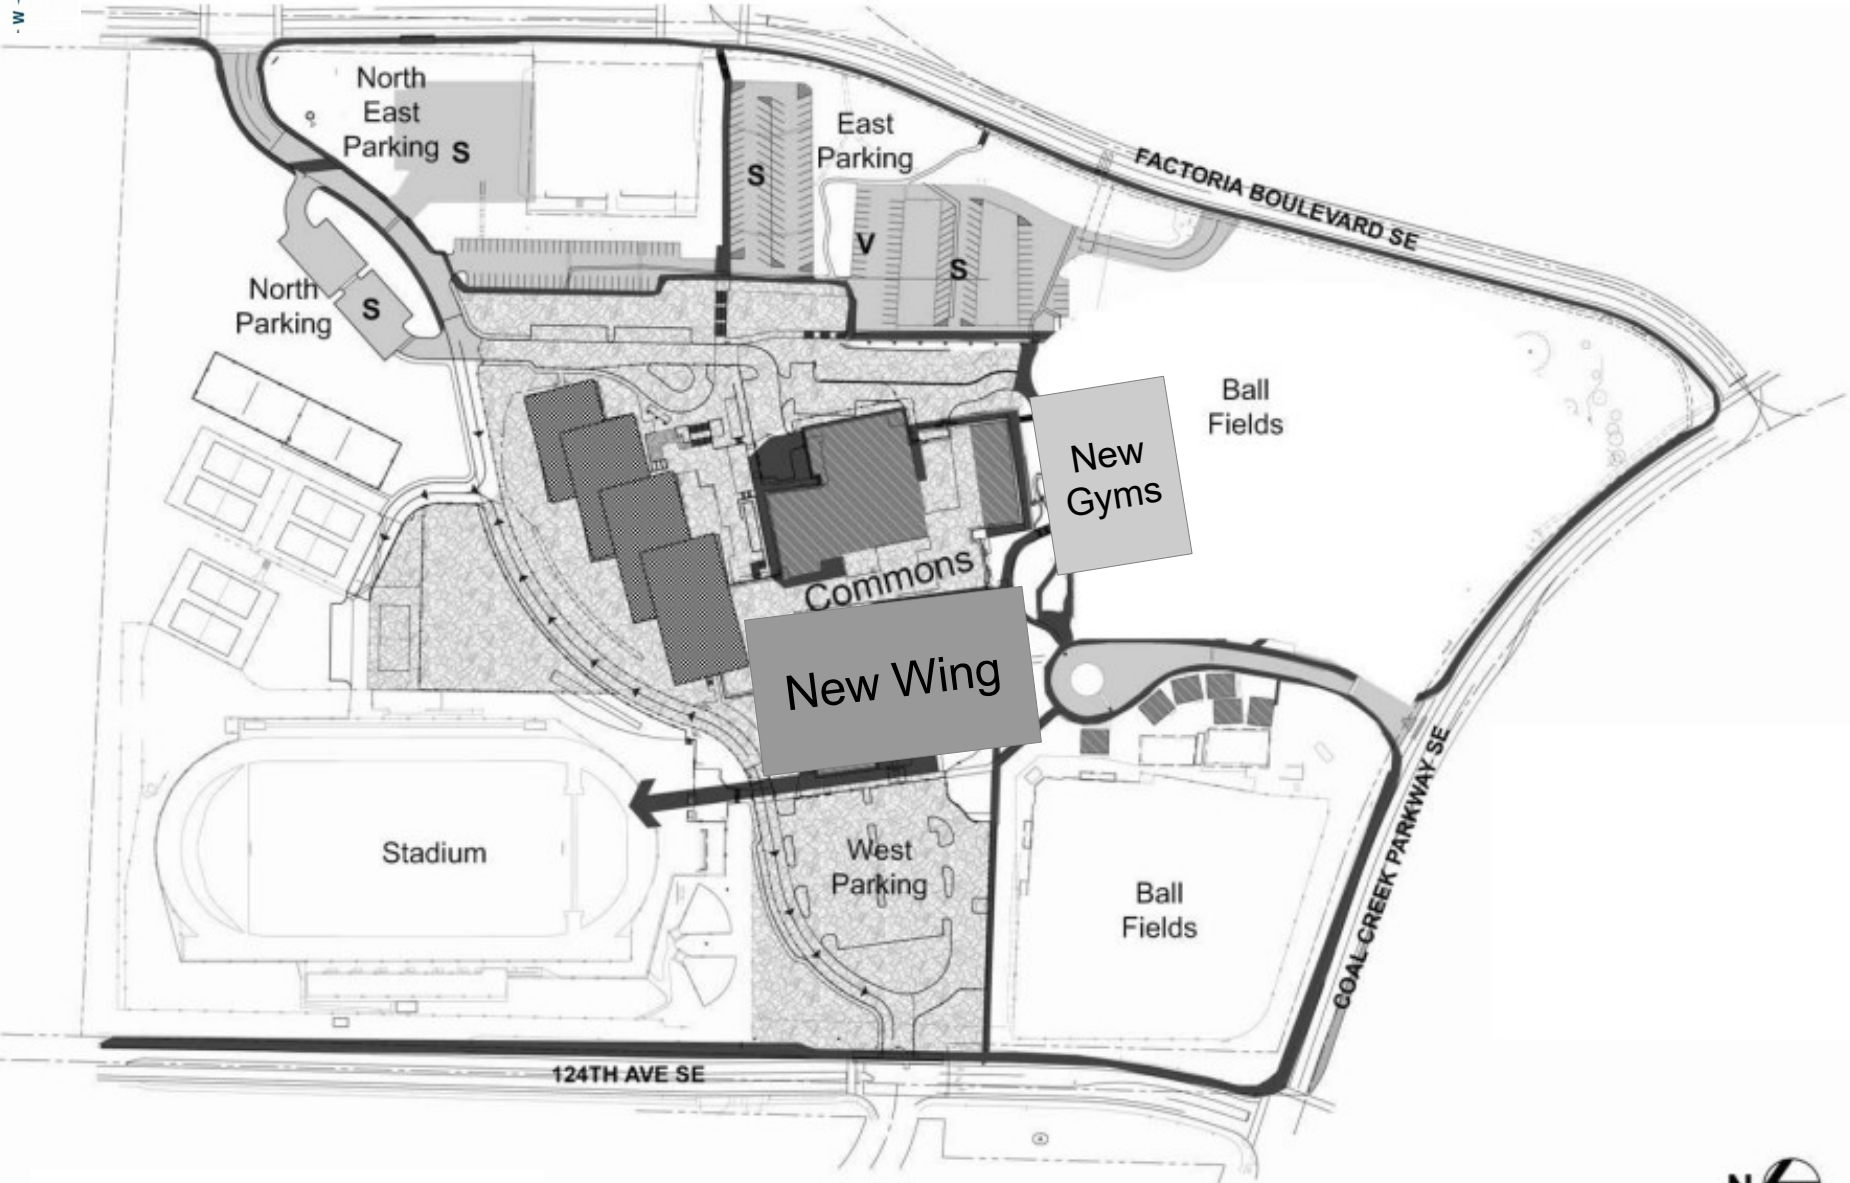 - W -
North
East
Parking
S
S
East
Parking
FACTORIA BOULEVARD SE
V
S
North
Parking
S
Ball
Fields
New
Gyms
Commons
New Wing
Stadium
West
Parking
Ball
Fields
COAL CREEK PARKWAY SE
124TH AVE SE
N